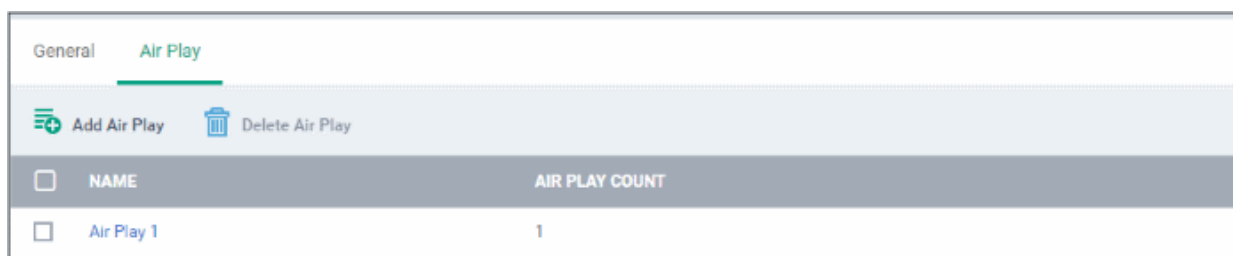 General Air Play
Add Air Play Delete Air Play
NAME AIR PLAY COUNT
Air Play 1 1